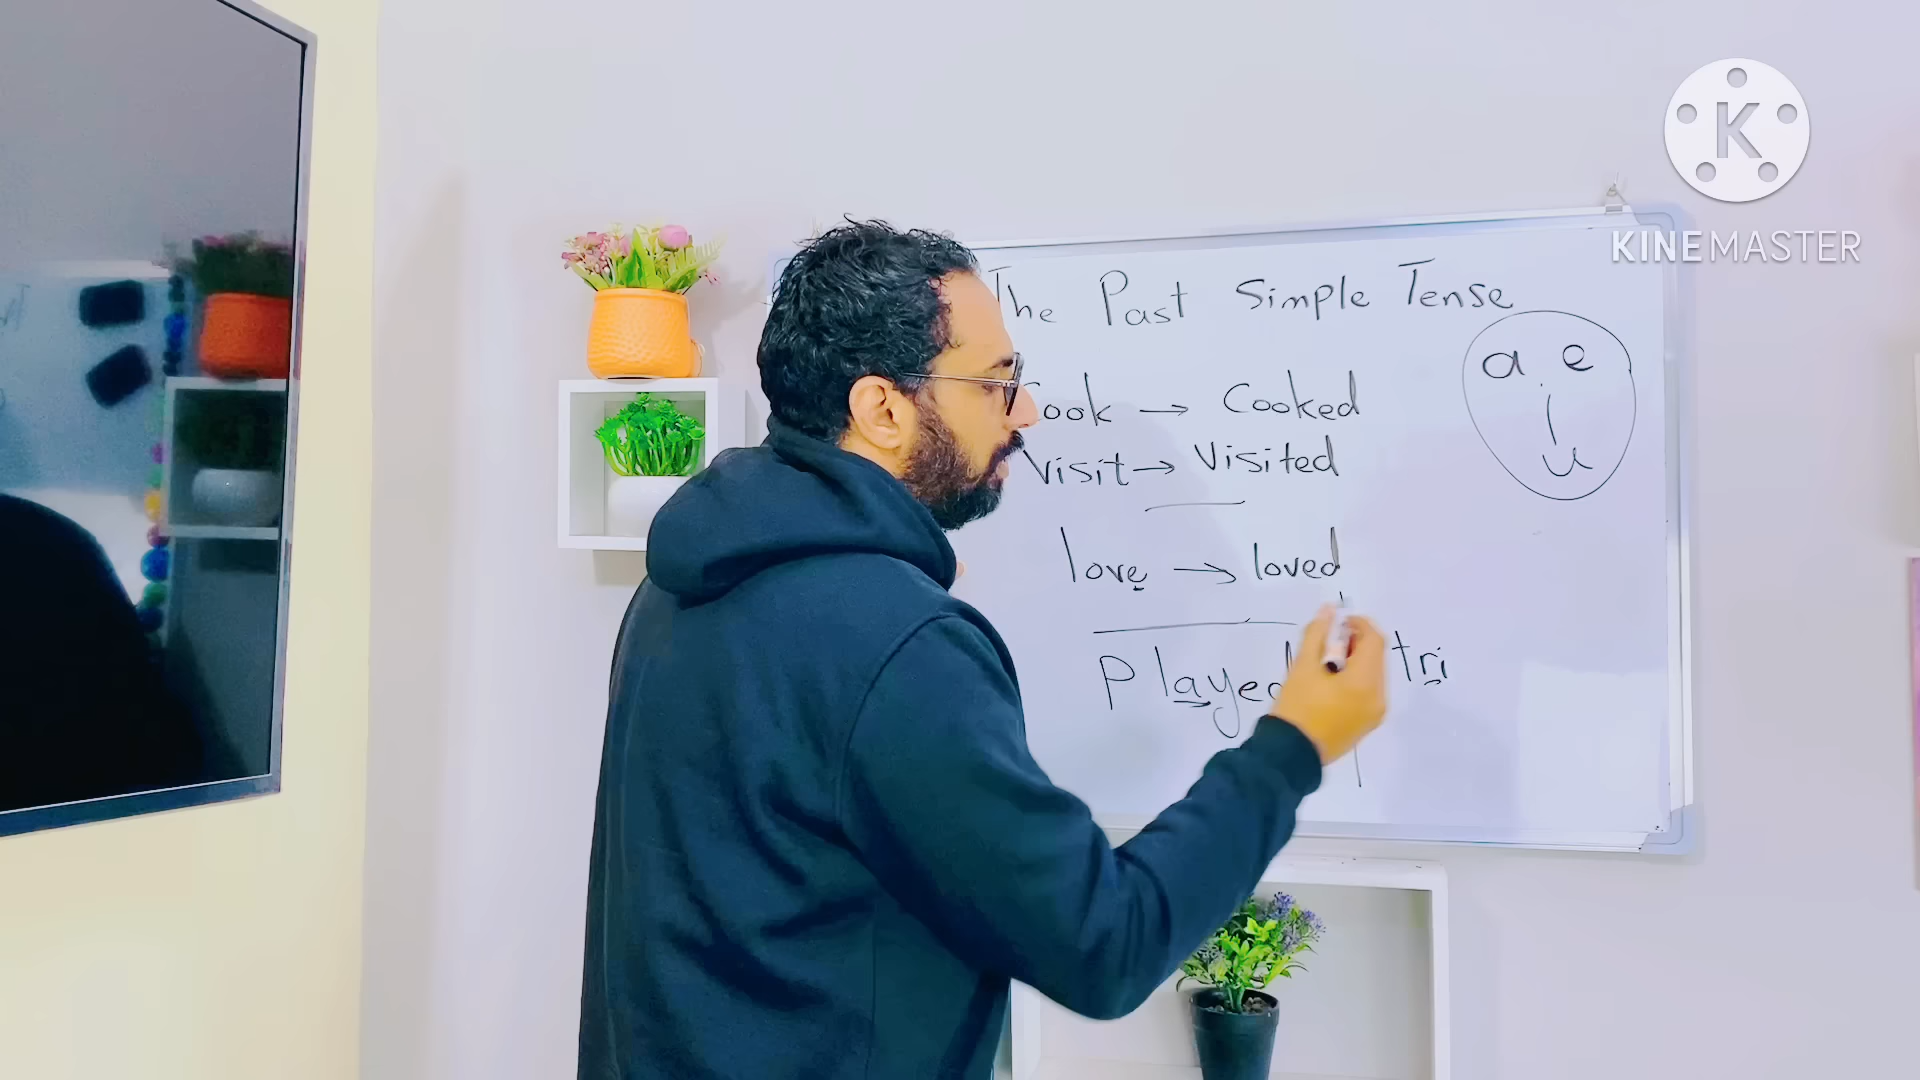 The Past Simple Tense
a e
i
u
ook → Cooked
Visit → Visited
love → loved
Played tri
K
KINEMASTER